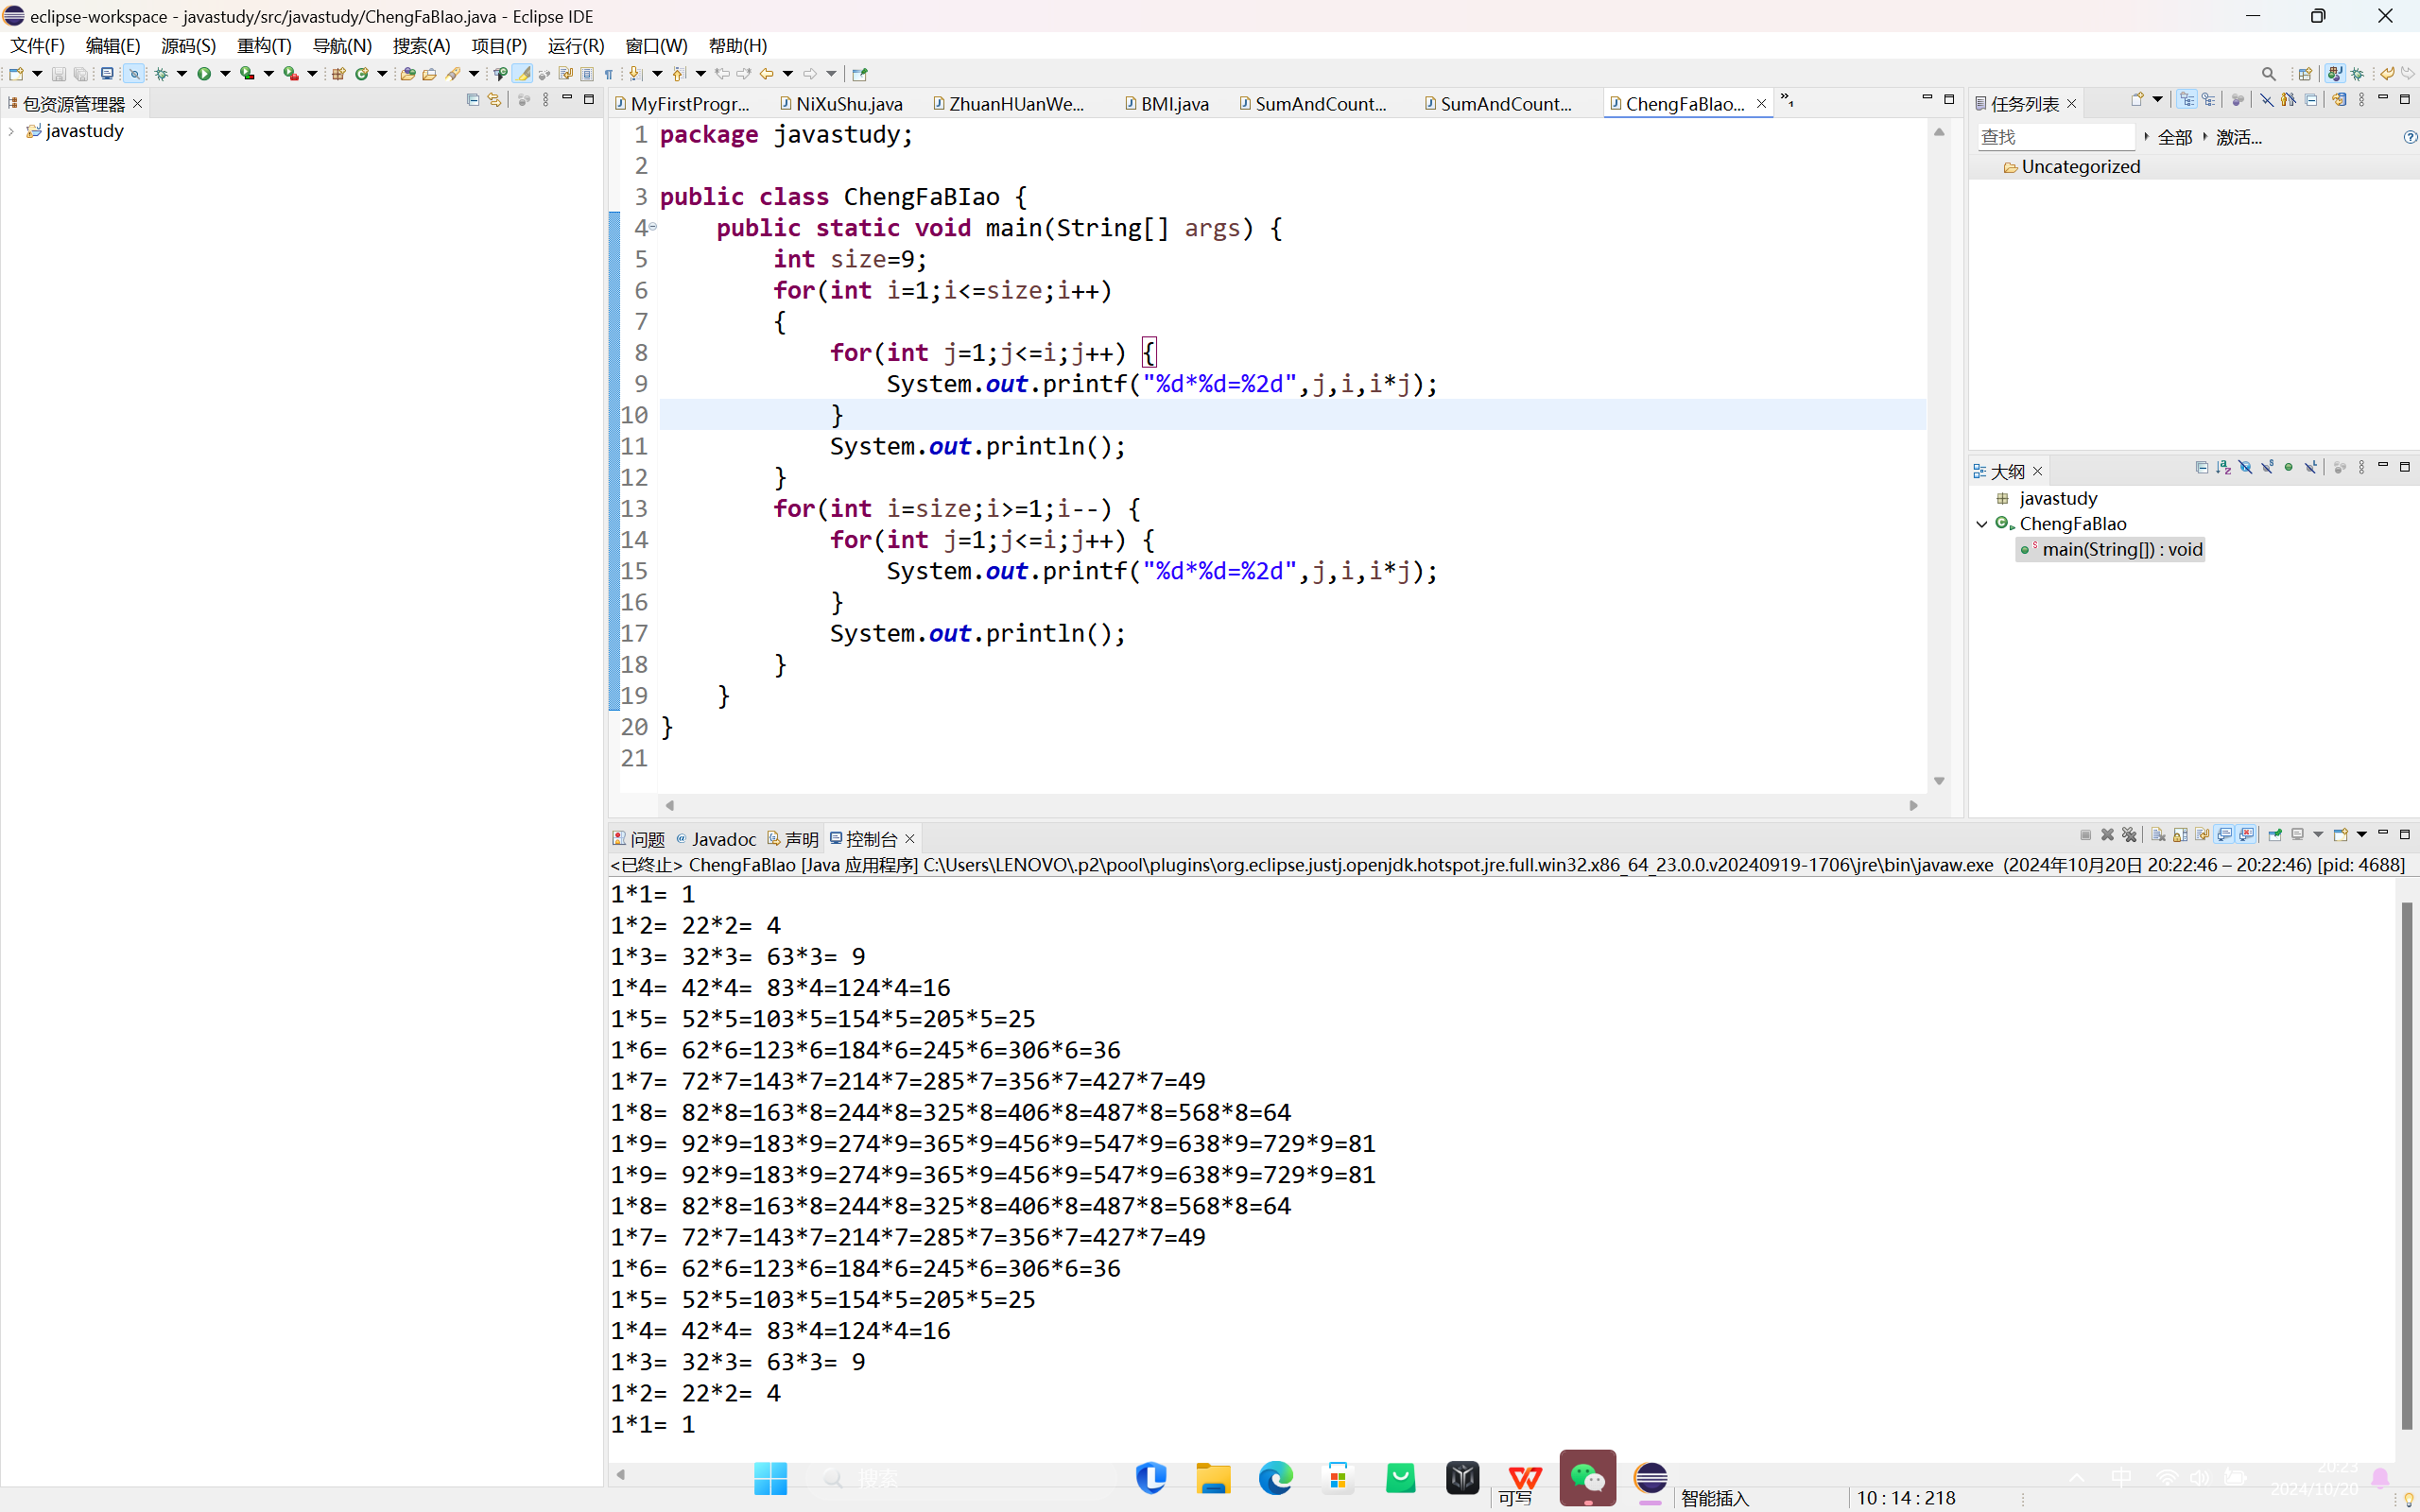 eclipse-workspace - javastudy/src/javastudy/ChengFaBIao.java - Eclipse IDE
文件(F) 编辑(E) 源码(S) 重构(T) 导航(N) 搜索(A) 项目(P) 运行(R) 窗口(W) 帮助(H)
包资源管理器
javastudy
MyFirstProgr... NiXuShu.java ZhuanHUanWe... BMI.java SumAndCount... SumAndCount... ChengFaBIao... »1
1 package javastudy;
2
3 public class ChengFaBIao {
4 public static void main(String[] args) {
5 int size=9;
6 for(int i=1;i<=size;i++)
7 {
8 for(int j=1;j<=i;j++) {
9 System.out.printf("%d*%d=%2d",j,i,i*j);
10 }
11 System.out.println();
12 }
13 for(int i=size;i>=1;i--) {
14 for(int j=1;j<=i;j++) {
15 System.out.printf("%d*%d=%2d",j,i,i*j);
16 }
17 System.out.println();
18 }
19 }
20 }
21
任务列表
查找 全部 激活...
Uncategorized
大纲
javastudy
ChengFaBIao
main(String[]) : void
问题 Javadoc 声明 控制台
<已终止> ChengFaBIao [Java 应用程序] C:\Users\LENOVO\.p2\pool\plugins\org.eclipse.justj.openjdk.hotspot.jre.full.win32.x86_64_23.0.0.v20240919-1706\jre\bin\javaw.exe (2024年10月20日 20:22:46 – 20:22:46) [pid: 4688]
1*1= 1
1*2= 22*2= 4
1*3= 32*3= 63*3= 9
1*4= 42*4= 83*4=124*4=16
1*5= 52*5=103*5=154*5=205*5=25
1*6= 62*6=123*6=184*6=245*6=306*6=36
1*7= 72*7=143*7=214*7=285*7=356*7=427*7=49
1*8= 82*8=163*8=244*8=325*8=406*8=487*8=568*8=64
1*9= 92*9=183*9=274*9=365*9=456*9=547*9=638*9=729*9=81
1*9= 92*9=183*9=274*9=365*9=456*9=547*9=638*9=729*9=81
1*8= 82*8=163*8=244*8=325*8=406*8=487*8=568*8=64
1*7= 72*7=143*7=214*7=285*7=356*7=427*7=49
1*6= 62*6=123*6=184*6=245*6=306*6=36
1*5= 52*5=103*5=154*5=205*5=25
1*4= 42*4= 83*4=124*4=16
1*3= 32*3= 63*3= 9
1*2= 22*2= 4
1*1= 1
搜索
中
20:23
2024/10/20
可写 智能插入 10 : 14 : 218